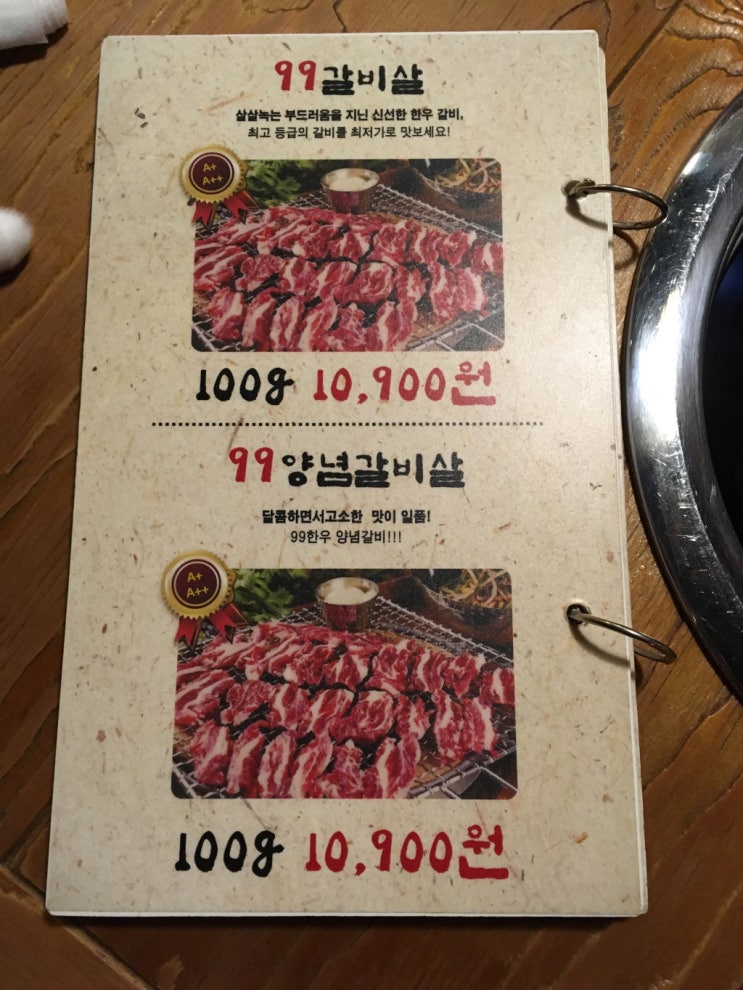 99갈비살
살살녹는 부드러움을 지닌 신선한 한우 갈비,
최고 등급의 갈비를 최저가로 맛보세요!
A+
A++
100g 10,900원
99양념갈비살
달콤하면서고소한 맛이 일품!
99한우 양념갈비!!!
A+
A++
100g 10,900원